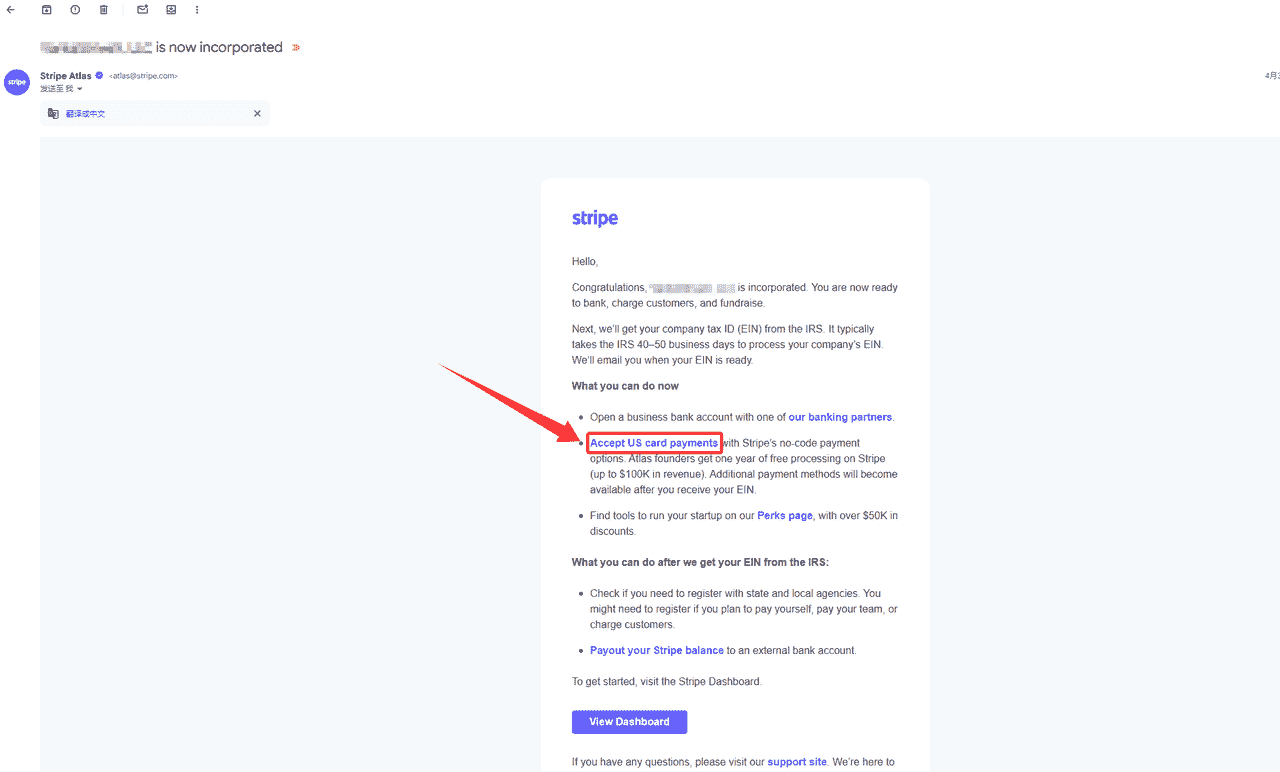 is now incorporated
Stripe Atlas <atlas@stripe.com>
发送至 我
4月
翻译成中文
stripe
stripe
Hello,
Congratulations, is incorporated. You are now ready
to bank, charge customers, and fundraise.
Next, we'll get your company tax ID (EIN) from the IRS. It typically
takes the IRS 40–50 business days to process your company's EIN.
We'll email you when your EIN is ready.
What you can do now
Open a business bank account with one of our banking partners.
Accept US card payments with Stripe's no-code payment
options. Atlas founders get one year of free processing on Stripe
(up to $100K in revenue). Additional payment methods will become
available after you receive your EIN.
Find tools to run your startup on our Perks page, with over $50K in
discounts.
What you can do after we get your EIN from the IRS:
Check if you need to register with state and local agencies. You
might need to register if you plan to pay yourself, pay your team, or
charge customers.
Payout your Stripe balance to an external bank account.
To get started, visit the Stripe Dashboard.
View Dashboard
If you have any questions, please visit our support site. We're here to